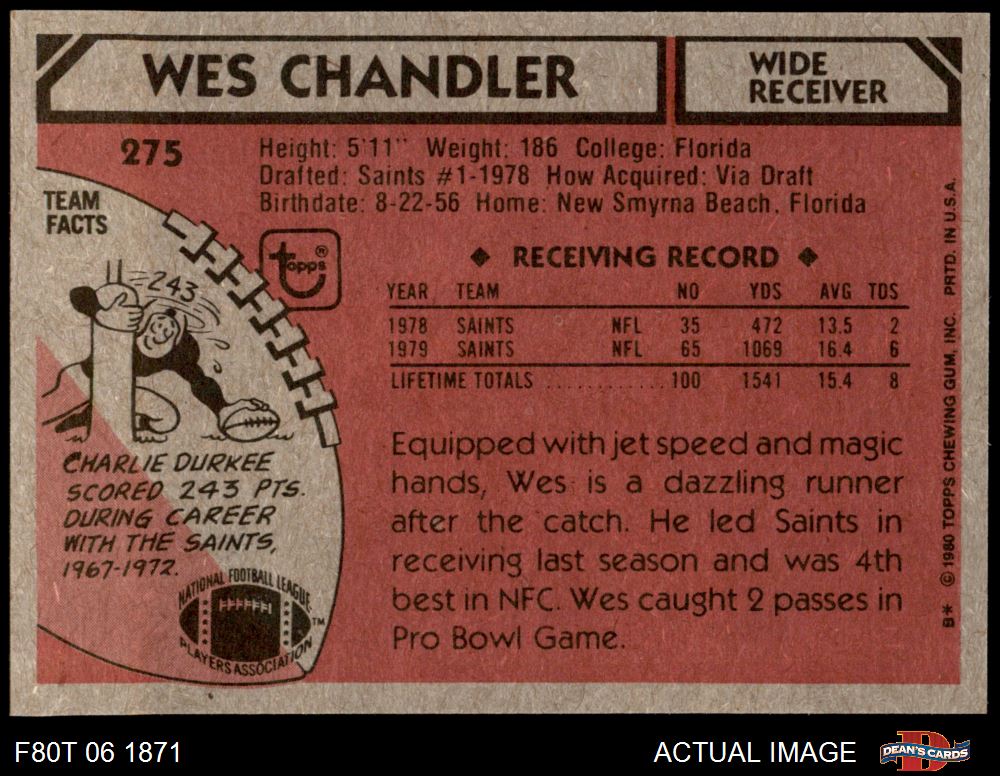 WES CHANDLER
WIDE
RECEIVER
275
Height: 5'11" Weight: 186 College: Florida
Drafted: Saints #1-1978 How Acquired: Via Draft
Birthdate: 8-22-56 Home: New Smyrna Beach, Florida
TEAM
FACTS
topps®
◆ RECEIVING RECORD ◆
YEAR TEAM NO YDS AVG TDS
1978 SAINTS NFL 35 472 13.5 2
1979 SAINTS NFL 65 1069 16.4 6
LIFETIME TOTALS ............ 100 1541 15.4 8
243
CHARLIE DURKEE
SCORED 243 PTS.
DURING CAREER
WITH THE SAINTS,
1967-1972.
NATIONAL FOOTBALL LEAGUE
PLAYERS ASSOCIATION
TM
Equipped with jet speed and magic
hands, Wes is a dazzling runner
after the catch. He led Saints in
receiving last season and was 4th
best in NFC. Wes caught 2 passes in
Pro Bowl Game.
B* © 1980 TOPPS CHEWING GUM, INC. PRTD. IN U.S.A.
F80T 06 1871
ACTUAL IMAGE
DEAN'S CARDS